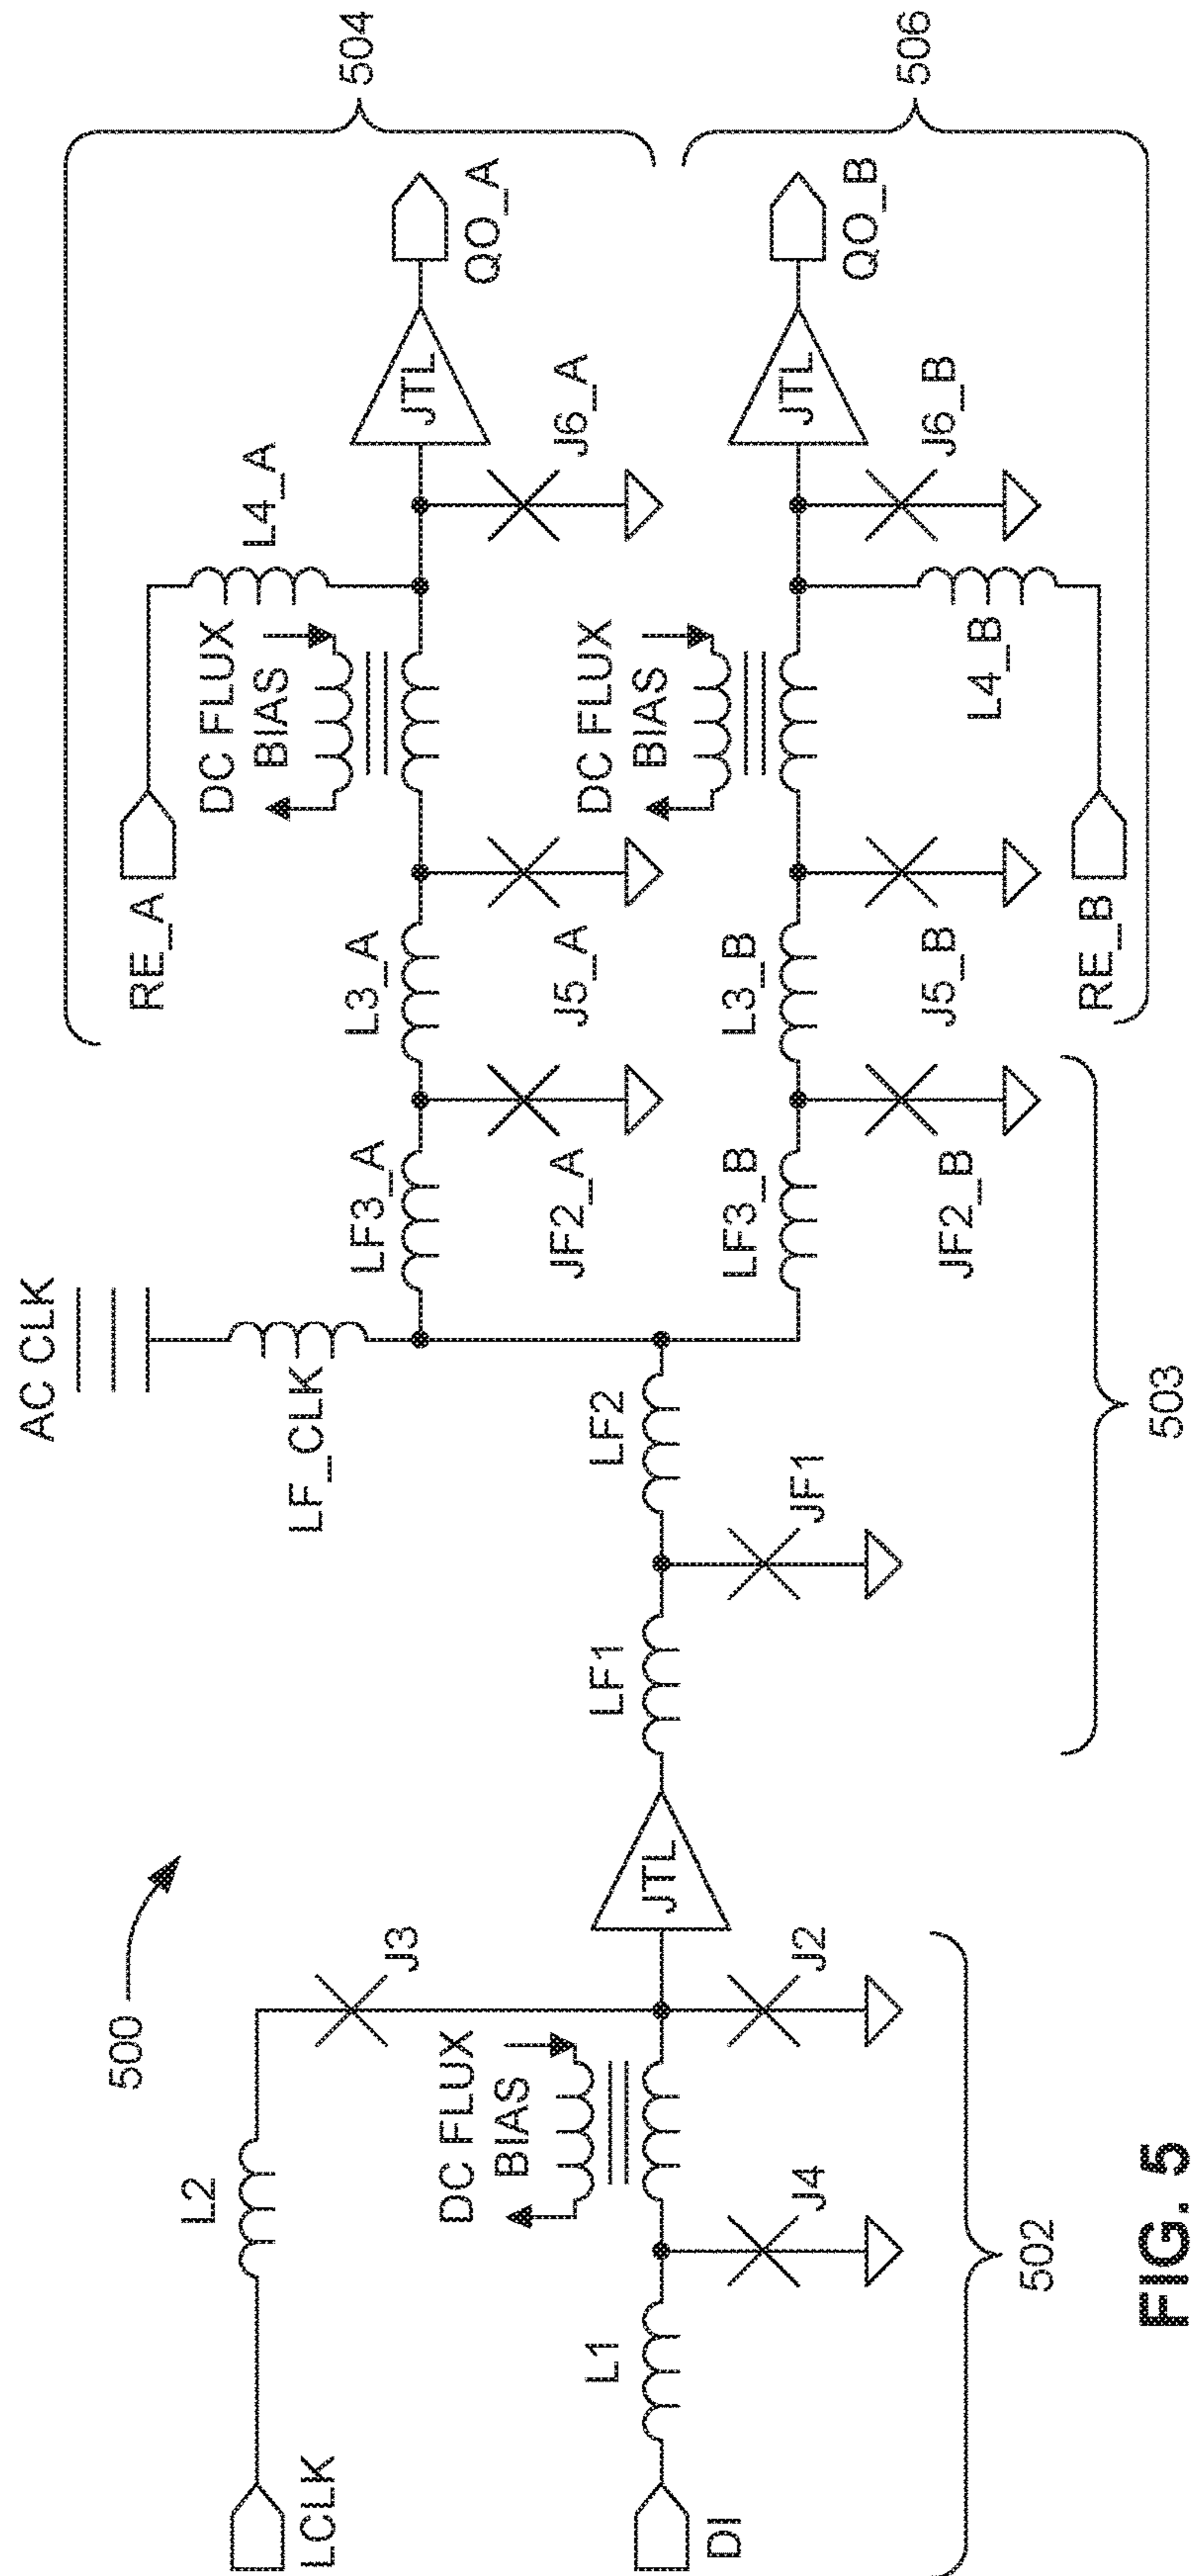 500
LCLK
L2
J3
DI
L1
J4
DC FLUX
BIAS
J2
502
JTL
LF1
JF1
LF2
503
AC CLK
LF_CLK
LF3_A
JF2_A
L3_A
J5_A
RE_A
DC FLUX
BIAS
L4_A
J6_A
JTL
QO_A
504
LF3_B
JF2_B
L3_B
J5_B
RE_B
DC FLUX
BIAS
L4_B
J6_B
JTL
QO_B
506
FIG. 5